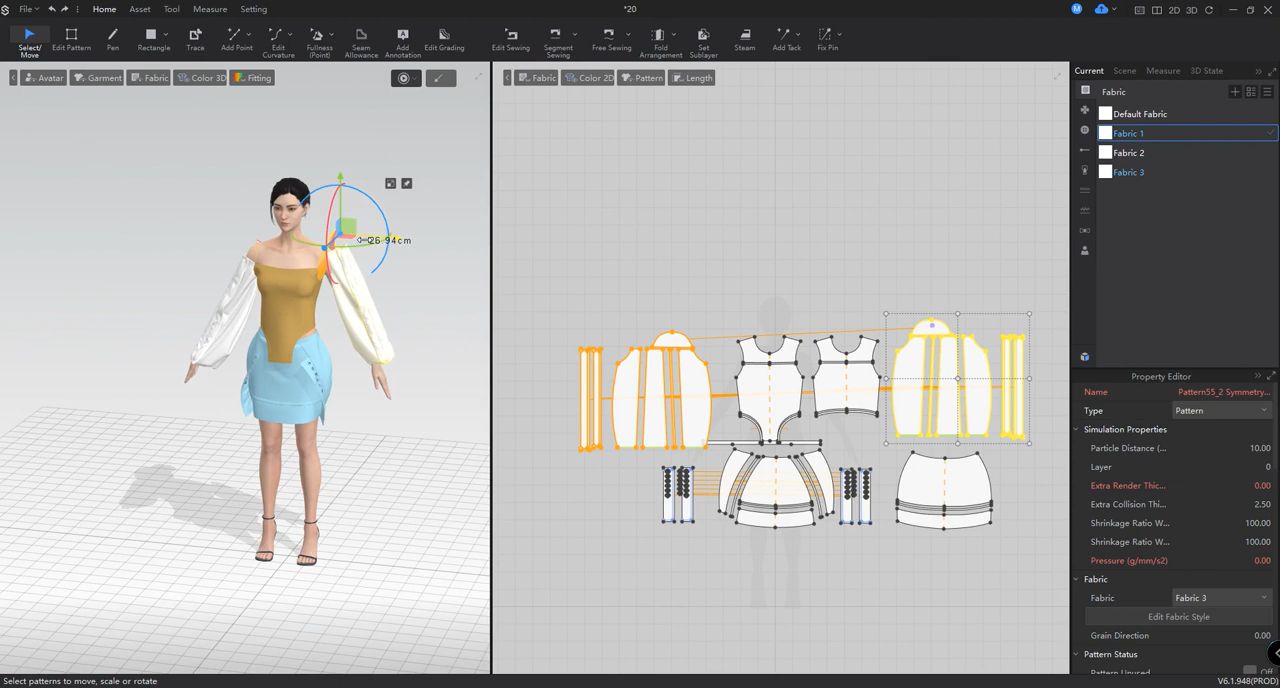 File
Home
Asset
Tool
Measure
Setting
*20
M
2D
3D
Select/
Move
Edit Pattern
Pen
Rectangle
Trace
Add Point
Edit
Curvature
Fullness
(Point)
Seam
Allowance
Add
Annotation
Edit Grading
Edit Sewing
Segment
Sewing
Free Sewing
Fold
Arrangement
Set
Sublayer
Steam
Add Tack
Fix Pin
Avatar
Garment
Fabric
Color 3D
Fitting
Fabric
Color 2D
Pattern
Length
Current
Scene
Measure
3D State
Fabric
Default Fabric
Fabric 1
Fabric 2
Fabric 3
26.94cm
Property Editor
Name Pattern55_2 Symmetry...
Type Pattern
Simulation Properties
Particle Distance (... 10.00
Layer 0
Extra Render Thic... 0.00
Extra Collision Thi... 2.50
Shrinkage Ratio W... 100.00
Shrinkage Ratio W... 100.00
Pressure (g/mm/s2) 0.00
Fabric
Fabric Fabric 3
Edit Fabric Style
Grain Direction 0.00
Pattern Status
Pattern Unused Off
Select patterns to move, scale or rotate
V6.1.948(PROD)